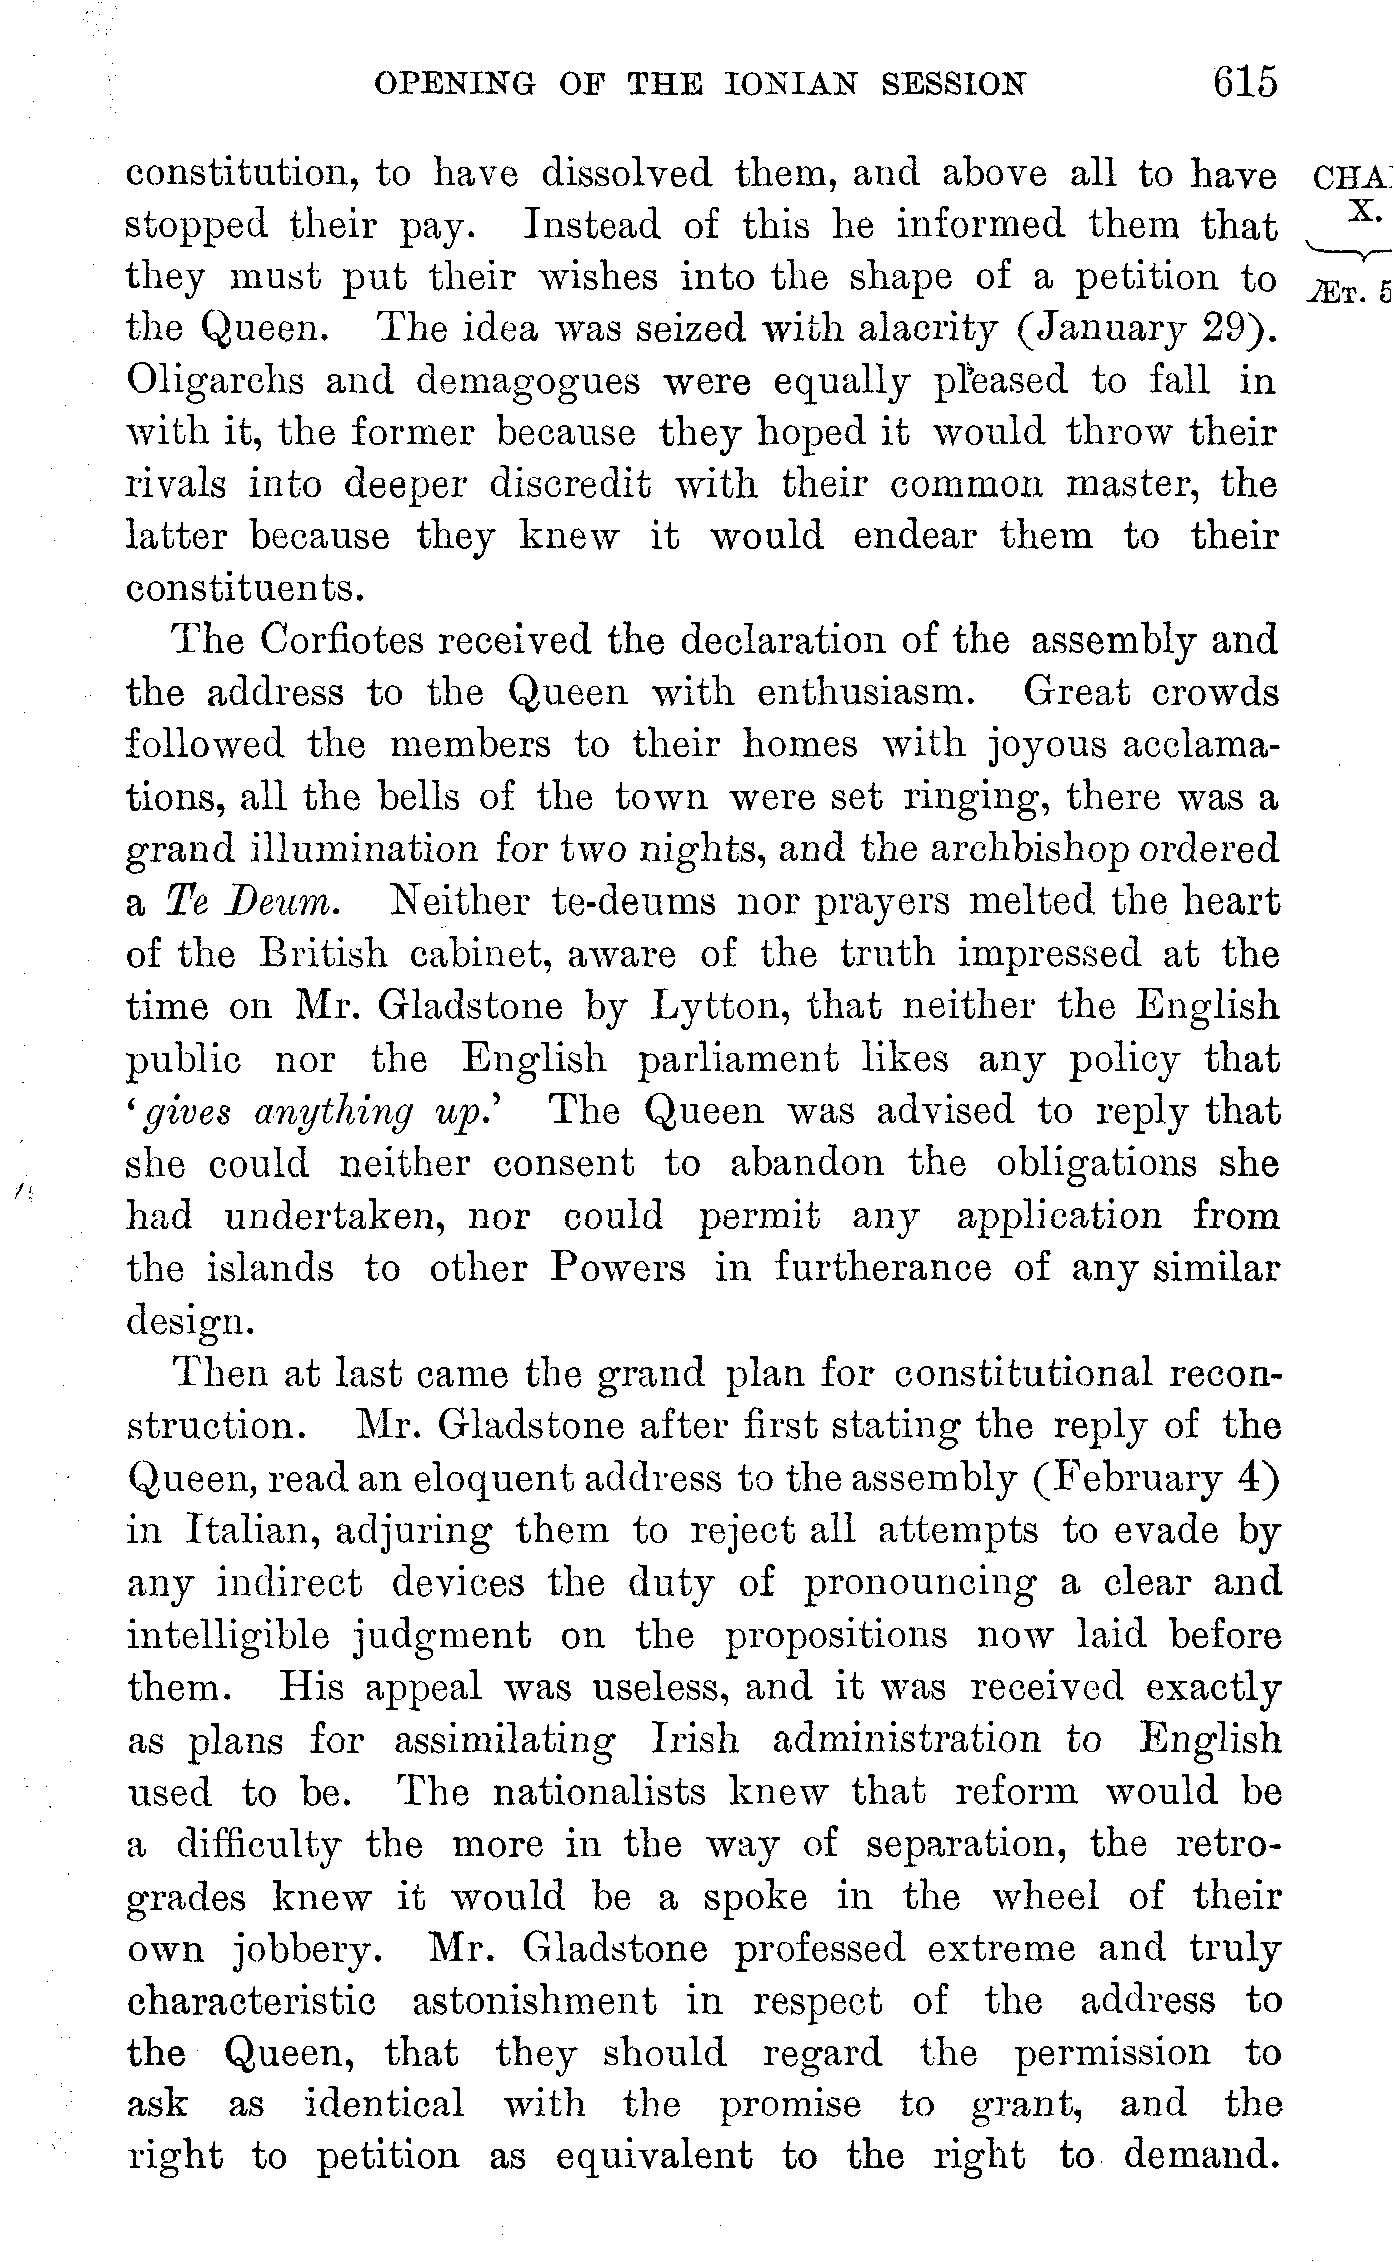 OPENING OF THE IONIAN SESSION 615
constitution, to have dissolved them, and above all to have
stopped their pay. Instead of this he informed them that
they must put their wishes into the shape of a petition to
the Queen. The idea was seized with alacrity (January 29).
Oligarchs and demagogues were equally pleased to fall in
with it, the former because they hoped it would throw their
rivals into deeper discredit with their common master, the
latter because they knew it would endear them to their
constituents.
The Corfiotes received the declaration of the assembly and
the address to the Queen with enthusiasm. Great crowds
followed the members to their homes with joyous acclama-
tions, all the bells of the town were set ringing, there was a
grand illumination for two nights, and the archbishop ordered
a Te Deum. Neither te-deums nor prayers melted the heart
of the British cabinet, aware of the truth impressed at the
time on Mr. Gladstone by Lytton, that neither the English
public nor the English parliament likes any policy that
‘gives anything up.’ The Queen was advised to reply that
she could neither consent to abandon the obligations she
had undertaken, nor could permit any application from
the islands to other Powers in furtherance of any similar
design.
Then at last came the grand plan for constitutional recon-
struction. Mr. Gladstone after first stating the reply of the
Queen, read an eloquent address to the assembly (February 4)
in Italian, adjuring them to reject all attempts to evade by
any indirect devices the duty of pronouncing a clear and
intelligible judgment on the propositions now laid before
them. His appeal was useless, and it was received exactly
as plans for assimilating Irish administration to English
used to be. The nationalists knew that reform would be
a difficulty the more in the way of separation, the retro-
grades knew it would be a spoke in the wheel of their
own jobbery. Mr. Gladstone professed extreme and truly
characteristic astonishment in respect of the address to
the Queen, that they should regard the permission to
ask as identical with the promise to grant, and the
right to petition as equivalent to the right to demand.
CHA
X.
ÆT. 5